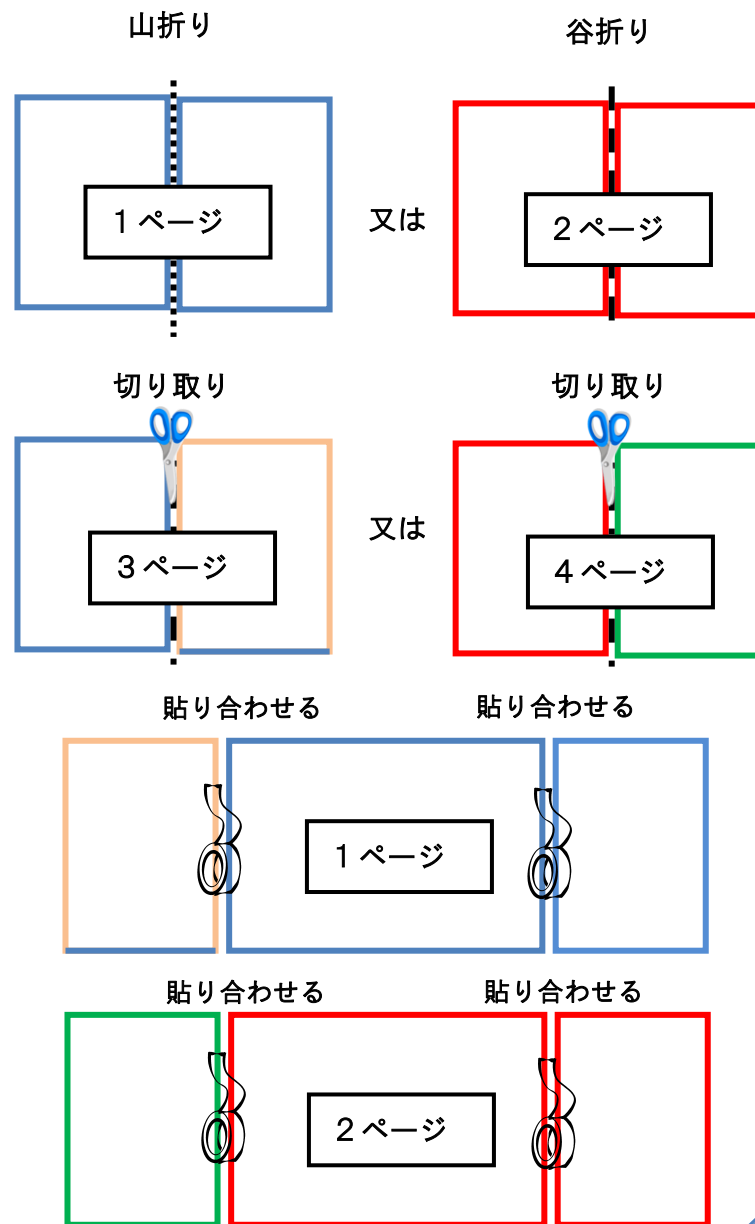 山折り
谷折り
１ページ
又は
２ページ
切り取り
切り取り
３ページ
又は
４ページ
貼り合わせる
貼り合わせる
１ページ
貼り合わせる
貼り合わせる
２ページ